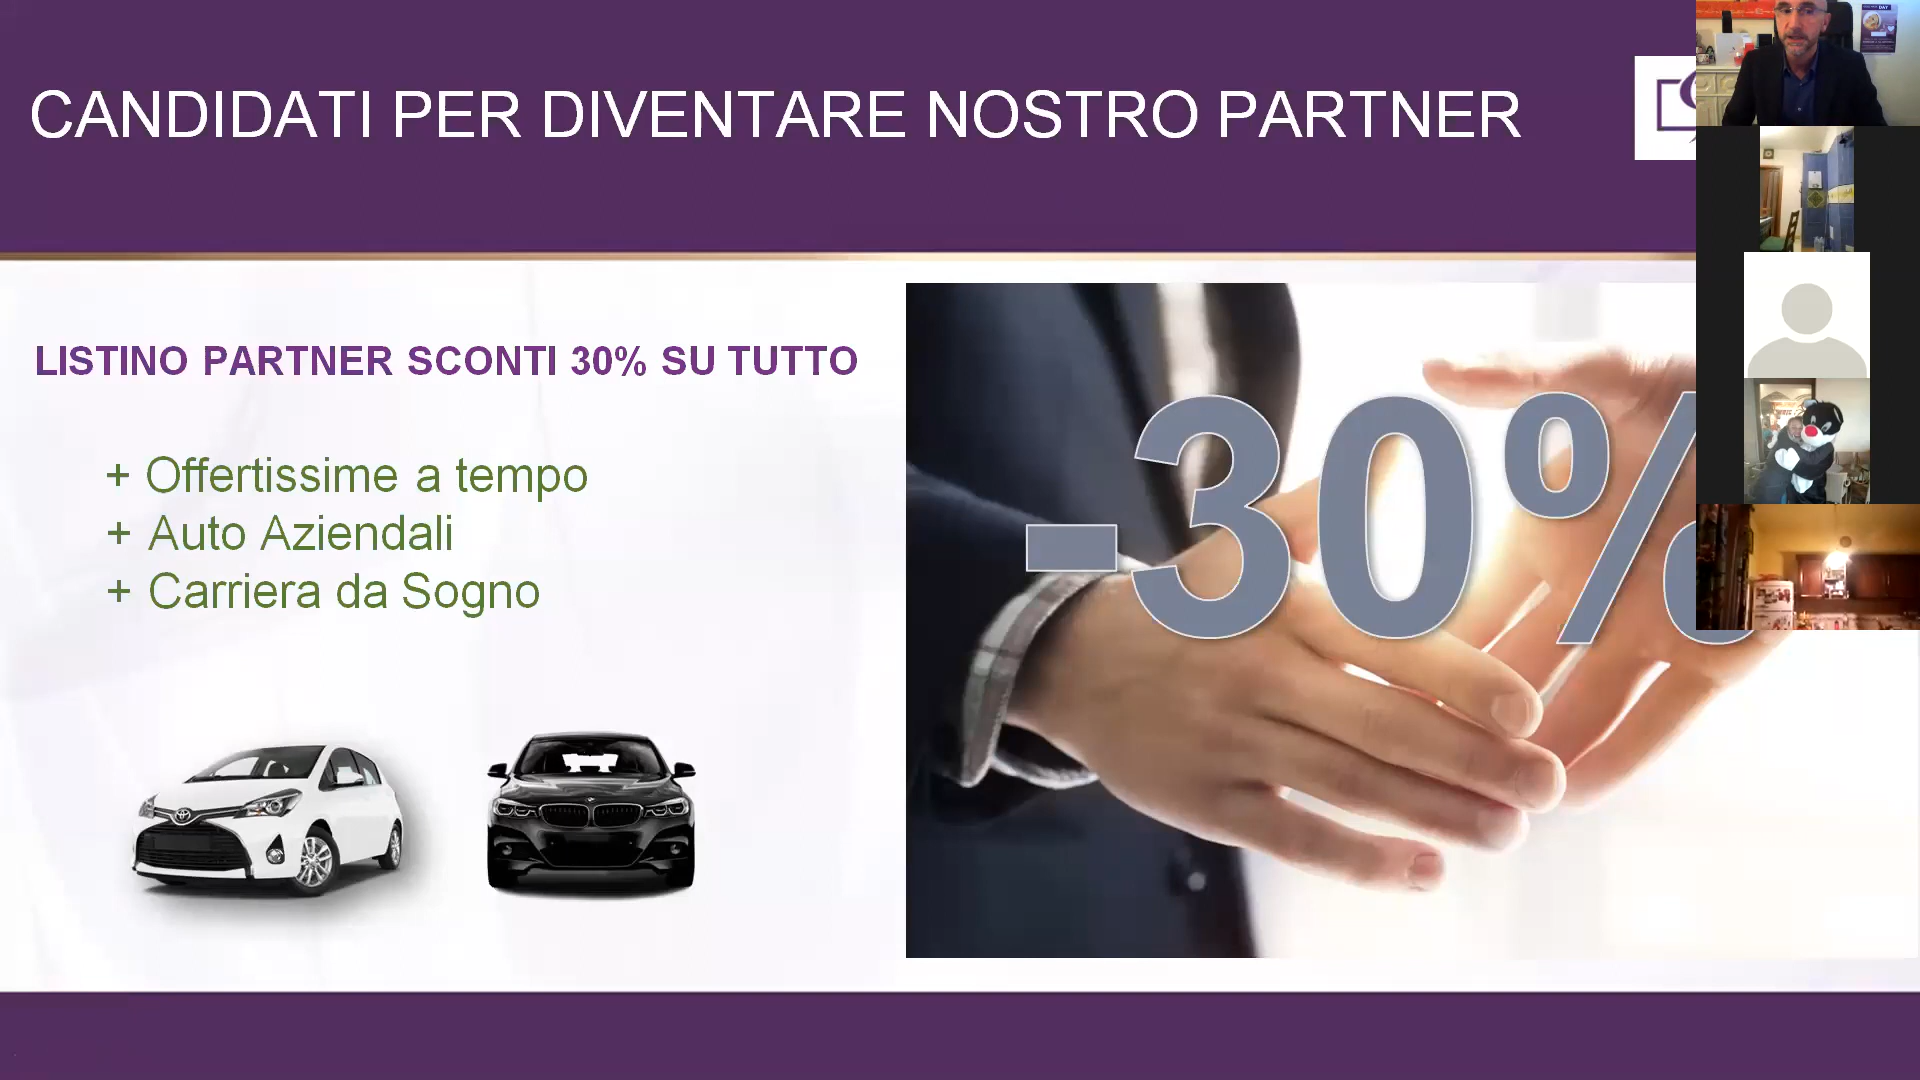 CANDIDATI PER DIVENTARE NOSTRO PARTNER
LISTINO PARTNER SCONTI 30% SU TUTTO
+ Offertissime a tempo
+ Auto Aziendali
+ Carriera da Sogno
-30%